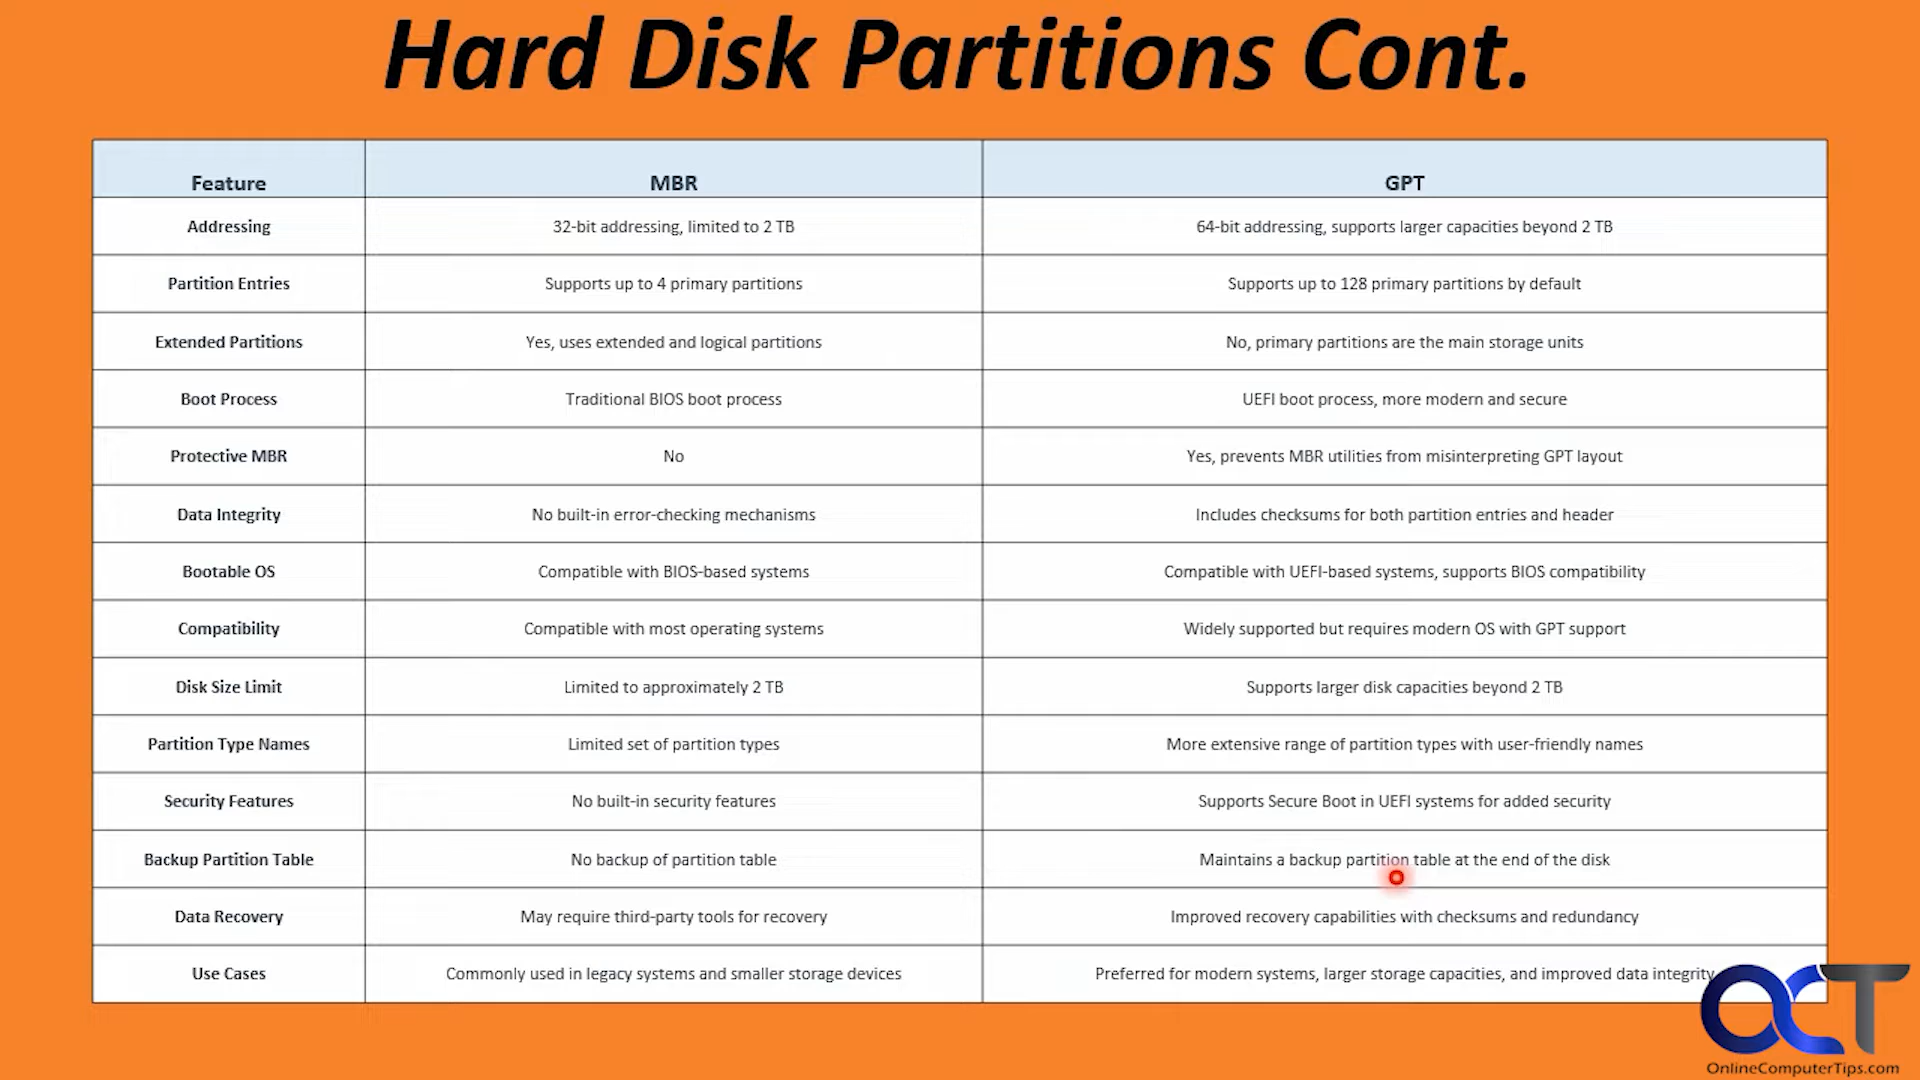 Hard Disk Partitions Cont.
Feature MBR GPT
Addressing 32-bit addressing, limited to 2 TB 64-bit addressing, supports larger capacities beyond 2 TB
Partition Entries Supports up to 4 primary partitions Supports up to 128 primary partitions by default
Extended Partitions Yes, uses extended and logical partitions No, primary partitions are the main storage units
Boot Process Traditional BIOS boot process UEFI boot process, more modern and secure
Protective MBR No Yes, prevents MBR utilities from misinterpreting GPT layout
Data Integrity No built-in error-checking mechanisms Includes checksums for both partition entries and header
Bootable OS Compatible with BIOS-based systems Compatible with UEFI-based systems, supports BIOS compatibility
Compatibility Compatible with most operating systems Widely supported but requires modern OS with GPT support
Disk Size Limit Limited to approximately 2 TB Supports larger disk capacities beyond 2 TB
Partition Type Names Limited set of partition types More extensive range of partition types with user-friendly names
Security Features No built-in security features Supports Secure Boot in UEFI systems for added security
Backup Partition Table No backup of partition table Maintains a backup partition table at the end of the disk
Data Recovery May require third-party tools for recovery Improved recovery capabilities with checksums and redundancy
Use Cases Commonly used in legacy systems and smaller storage devices Preferred for modern systems, larger storage capacities, and improved data integrity
OCT
OnlineComputerTips.com